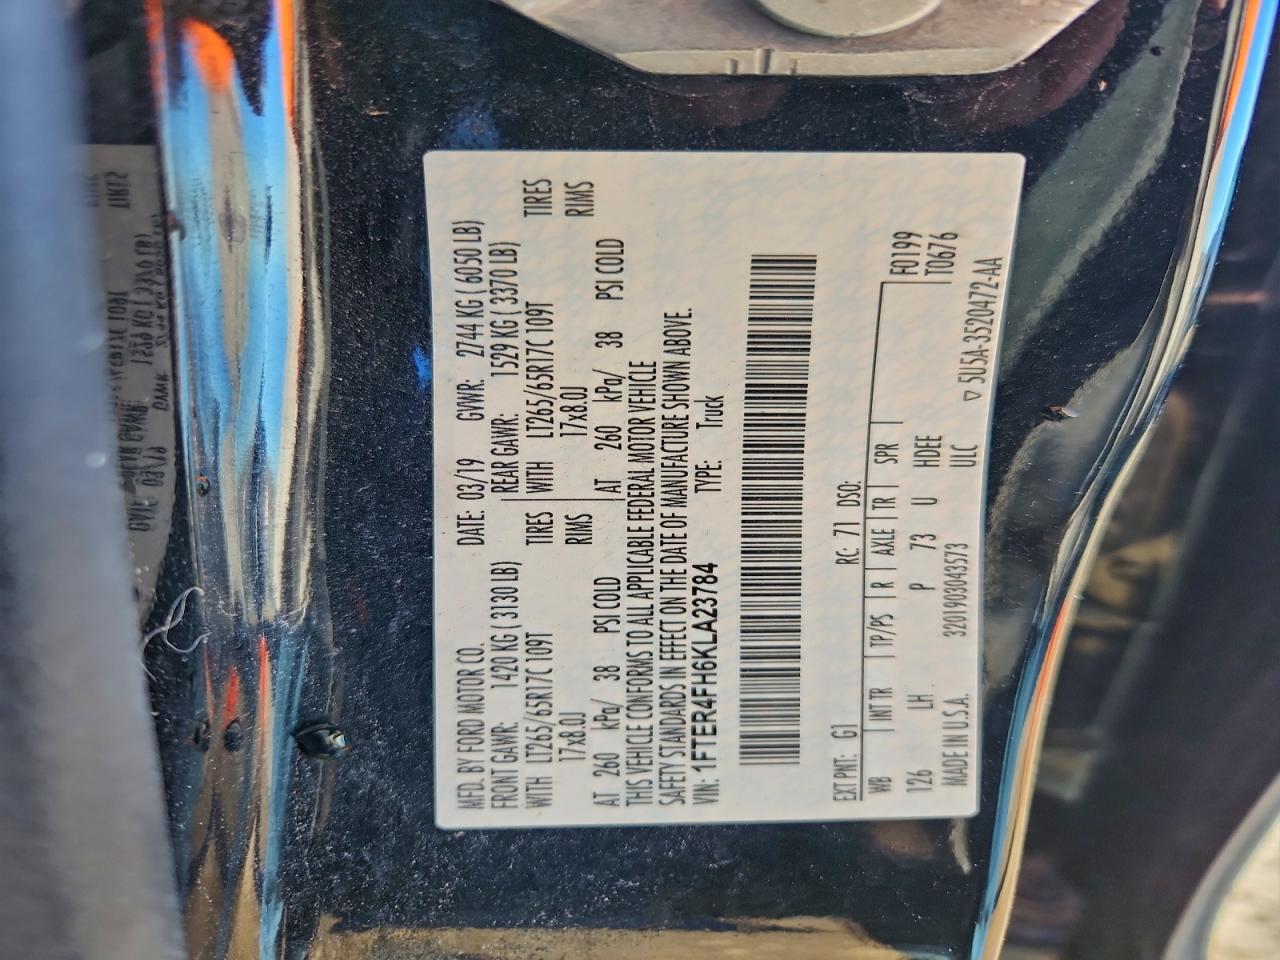 MFD. BY FORD MOTOR CO. DATE: 03/19 GVWR: 2744 KG ( 6050 LB)
FRONT GAWR: 1420 KG ( 3130 LB) REAR GAWR: 1529 KG ( 3370 LB)
WITH LT265/65R17C 109T TIRES WITH LT265/65R17C 109T TIRES
17x8.0J RIMS 17x8.0J RIMS
AT 260 kPa/ 38 PSI COLD AT 260 kPa/ 38 PSI COLD
THIS VEHICLE CONFORMS TO ALL APPLICABLE FEDERAL MOTOR VEHICLE
SAFETY STANDARDS IN EFFECT ON THE DATE OF MANUFACTURE SHOWN ABOVE.
VIN: 1FTER4FH6KLA23784 TYPE: Truck
EXT PNT: G1 RC: 71 DSO: F0199
WB INT TR TP/PS R AXLE TR SPR T0676
126 LH P 73 U HDEE
MADE IN U.S.A. 320190304 3573 ULC ▽ 5U5A-3520472-AA